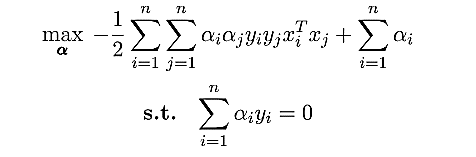 max_α −1/2 ∑_{i=1}^{n} ∑_{j=1}^{n} α_i α_j y_i y_j x_i^T x_j + ∑_{i=1}^{n} α_i
s.t. ∑_{i=1}^{n} α_i y_i = 0